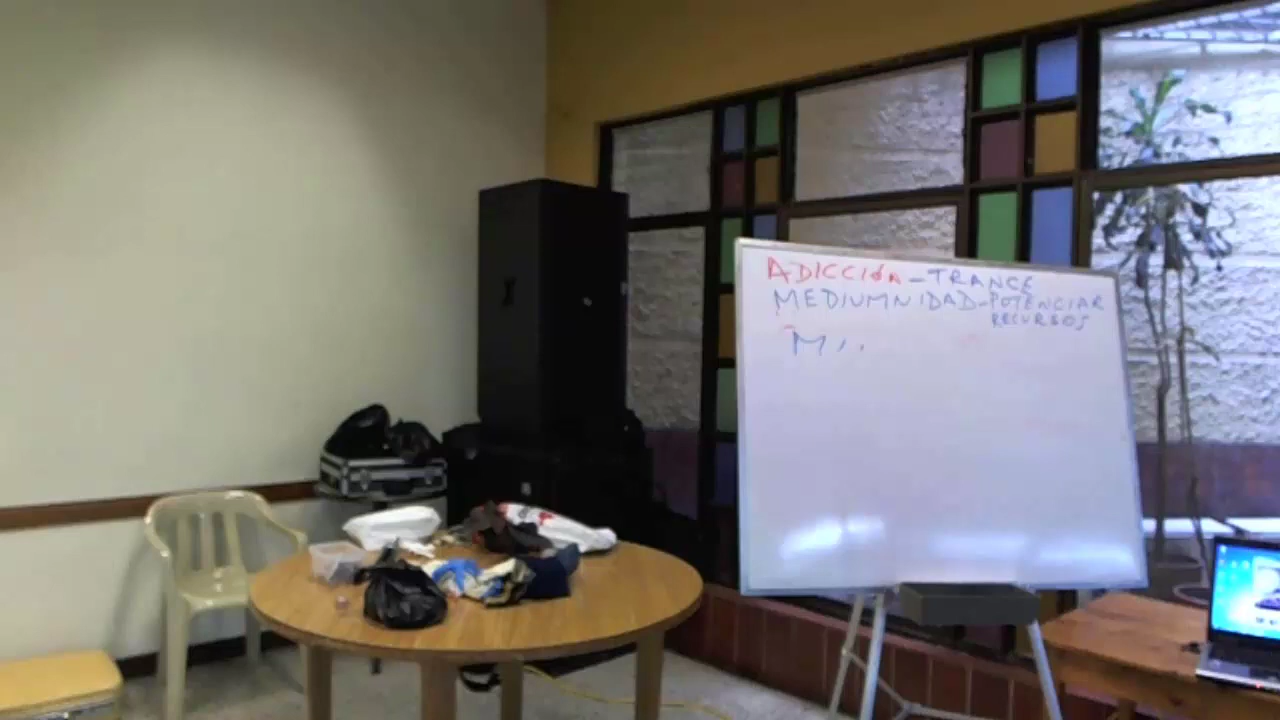 ADICCIÓN - TRANCE
MEDIUMNIDAD - POTENCIAR
RECURSOS
M